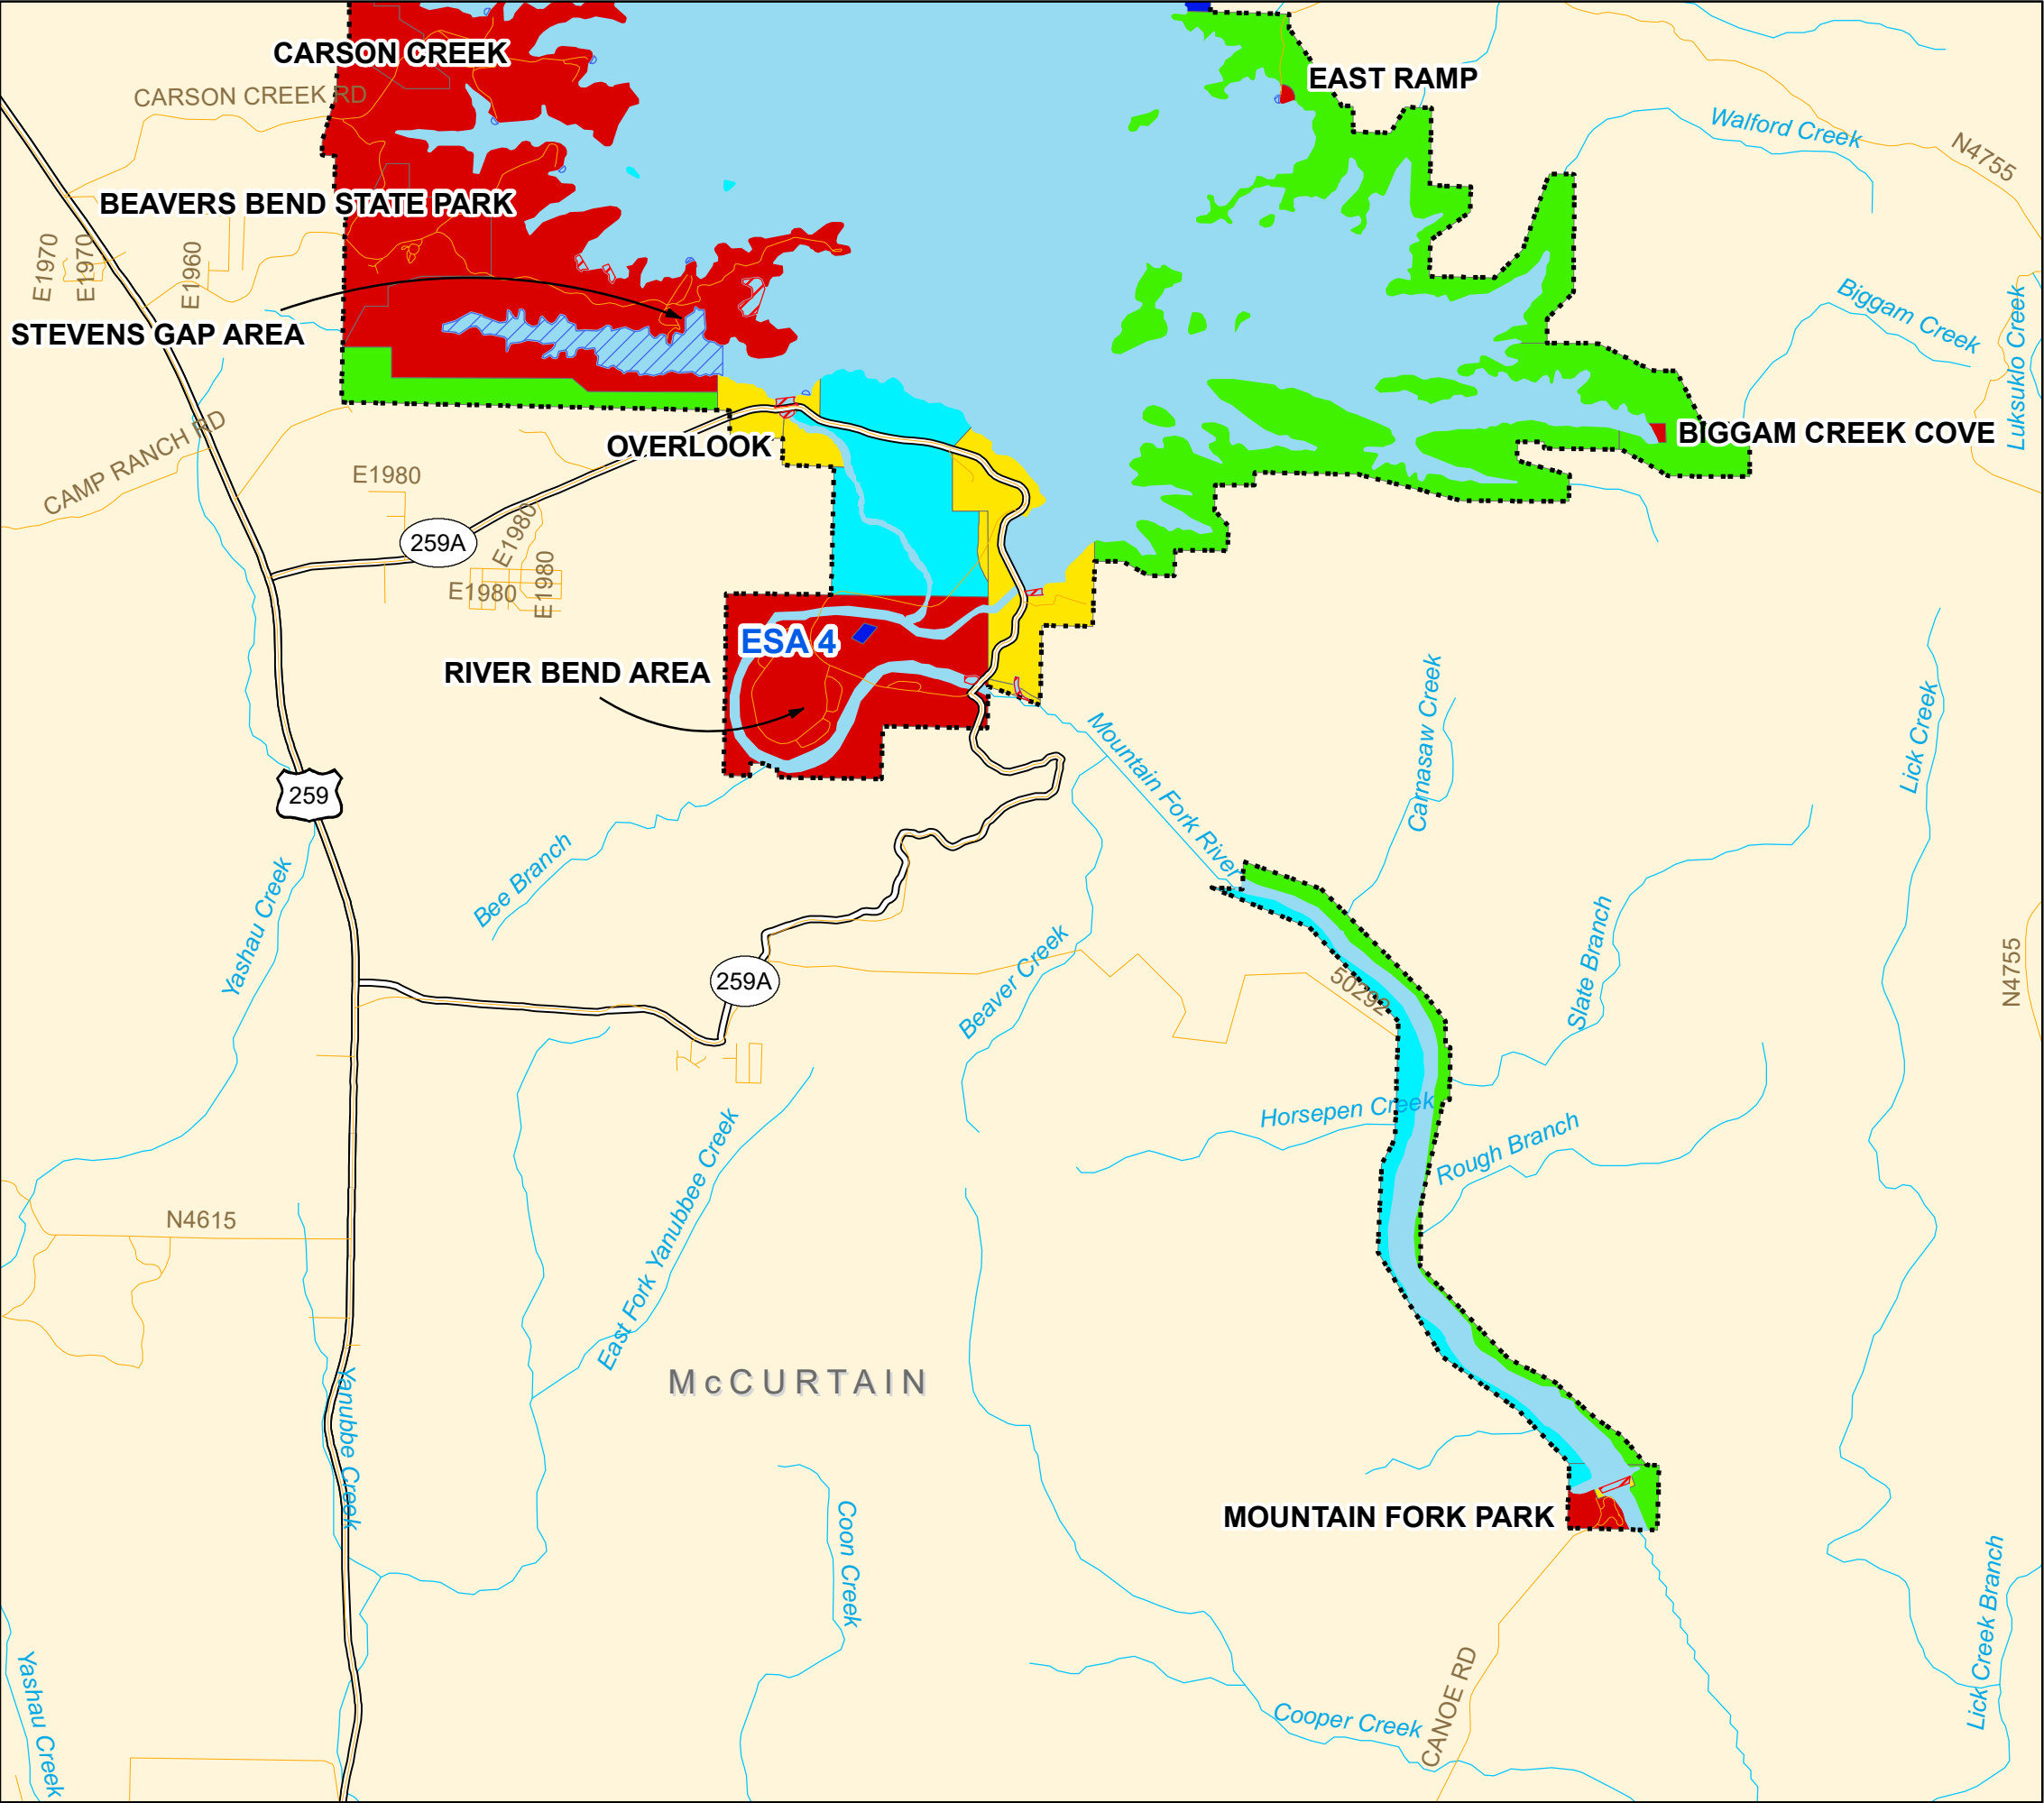 CARSON CREEK
EAST RAMP
CARSON CREEK RD
Walford Creek
N4755
BEAVERS BEND STATE PARK
E1970
E1970
E1960
Biggam Creek
Luksuklo Creek
STEVENS GAP AREA
OVERLOOK
BIGGAM CREEK COVE
CAMP RANCH RD
E1980
259A
E1980
E1980
E1980
ESA 4
RIVER BEND AREA
Mountain Fork River
Carnasaw Creek
Lick Creek
259
Bee Branch
Yashau Creek
Beaver Creek
259A
50292
Slate Branch
N4755
Horsepen Creek
Rough Branch
East Fork Yanubbee Creek
N4615
McCURTAIN
Yanubbe Creek
Coon Creek
MOUNTAIN FORK PARK
Lick Creek Branch
Yashau Creek
Cooper Creek
CANOE RD